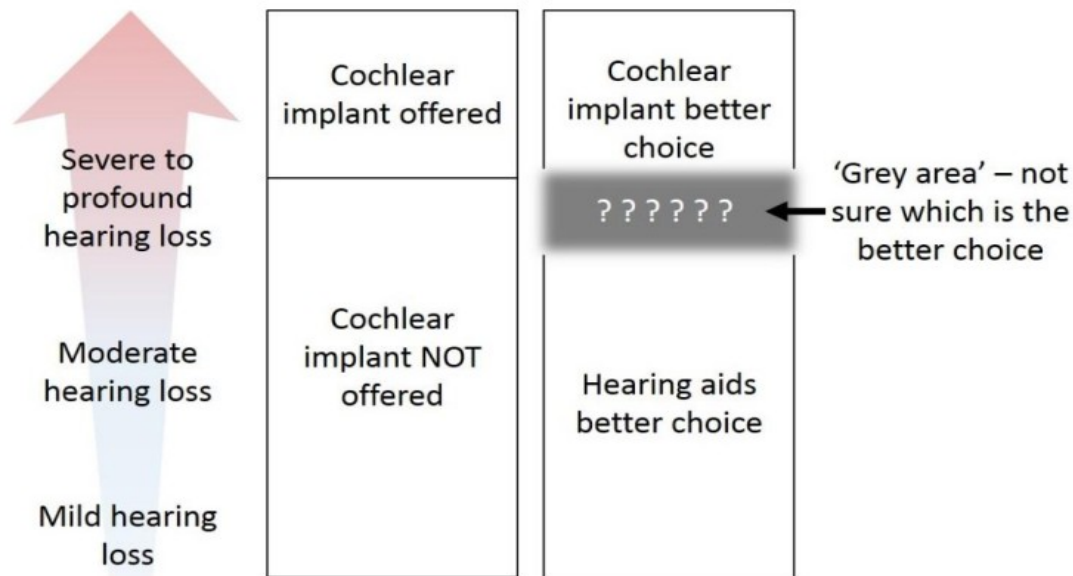 Severe to
profound
hearing loss
Moderate
hearing loss
Mild hearing
loss
Cochlear
implant offered
Cochlear
implant NOT
offered
Cochlear
implant better
choice
? ? ? ? ? ?
Hearing aids
better choice
‘Grey area’ – not
sure which is the
better choice